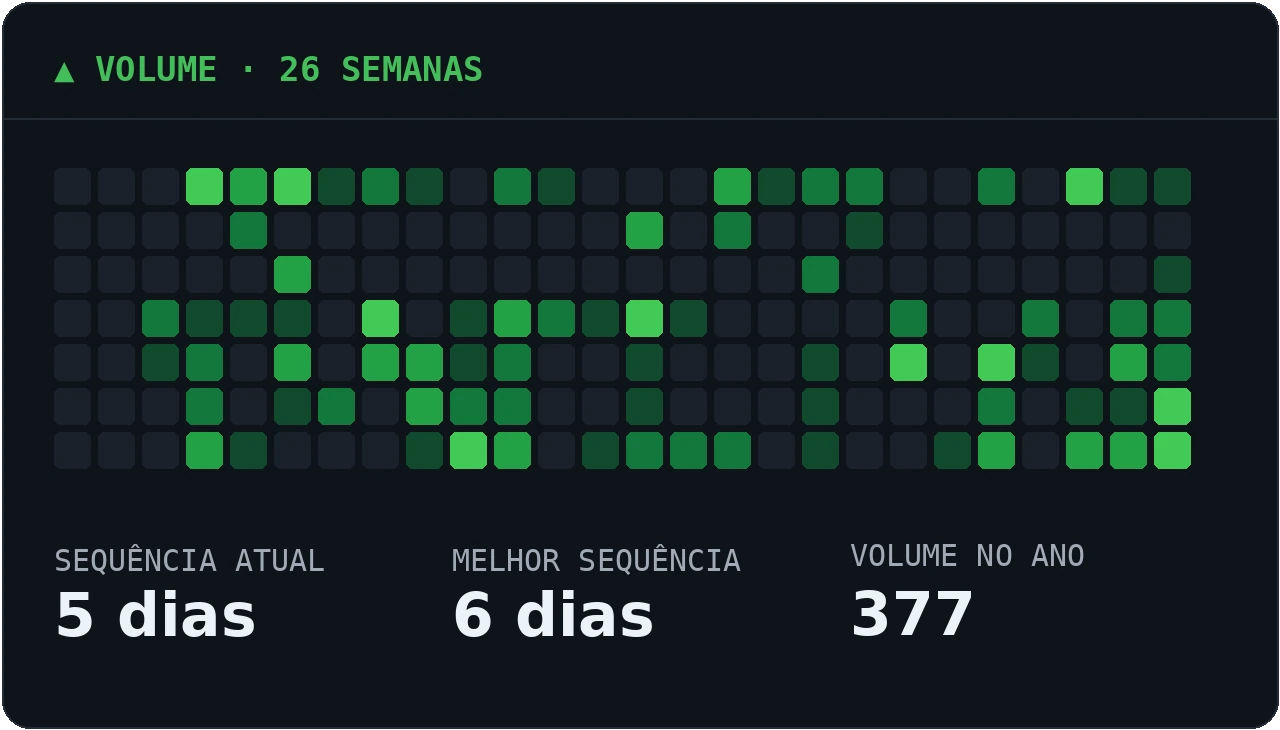 ▲ VOLUME · 26 SEMANAS
SEQUÊNCIA ATUAL
5 dias
MELHOR SEQUÊNCIA
6 dias
VOLUME NO ANO
377